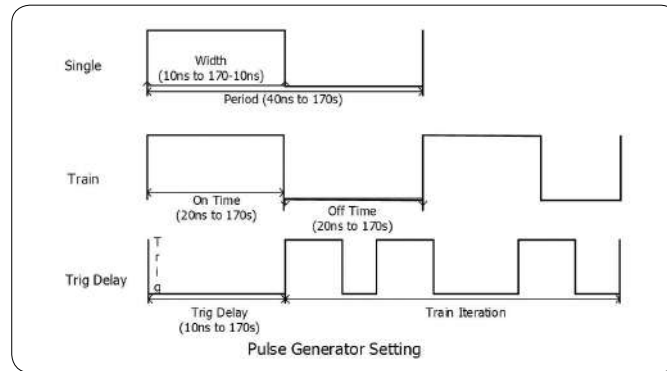 Single
Width
(10ns to 170-10ns)
Period (40ns to 170s)
Train
On Time
(20ns to 170s)
Off Time
(20ns to 170s)
Trig
Trig Delay
Trig Delay
(10ns to 170s)
Train Iteration
Pulse Generator Setting